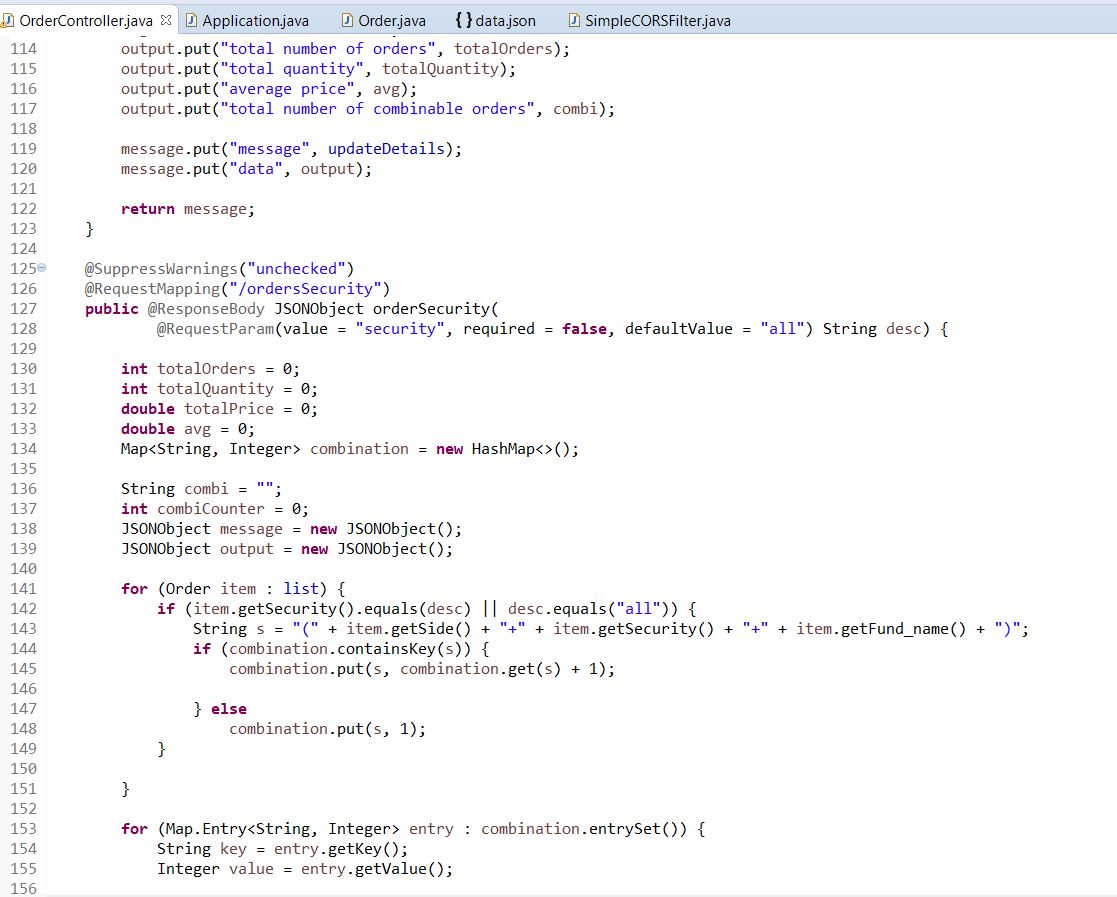 OrderController.java Application.java Order.java { } data.json SimpleCORSFilter.java
114 output.put("total number of orders", totalOrders);
115 output.put("total quantity", totalQuantity);
116 output.put("average price", avg);
117 output.put("total number of combinable orders", combi);
118
119 message.put("message", updateDetails);
120 message.put("data", output);
121
122 return message;
123 }
124
125 @SuppressWarnings("unchecked")
126 @RequestMapping("/ordersSecurity")
127 public @ResponseBody JSONObject orderSecurity(
128 @RequestParam(value = "security", required = false, defaultValue = "all") String desc) {
129
130 int totalOrders = 0;
131 int totalQuantity = 0;
132 double totalPrice = 0;
133 double avg = 0;
134 Map<String, Integer> combination = new HashMap<>();
135
136 String combi = "";
137 int combiCounter = 0;
138 JSONObject message = new JSONObject();
139 JSONObject output = new JSONObject();
140
141 for (Order item : list) {
142 if (item.getSecurity().equals(desc) || desc.equals("all")) {
143 String s = "(" + item.getSide() + "+" + item.getSecurity() + "+" + item.getFund_name() + ")";
144 if (combination.containsKey(s)) {
145 combination.put(s, combination.get(s) + 1);
146
147 } else
148 combination.put(s, 1);
149 }
150
151 }
152
153 for (Map.Entry<String, Integer> entry : combination.entrySet()) {
154 String key = entry.getKey();
155 Integer value = entry.getValue();
156